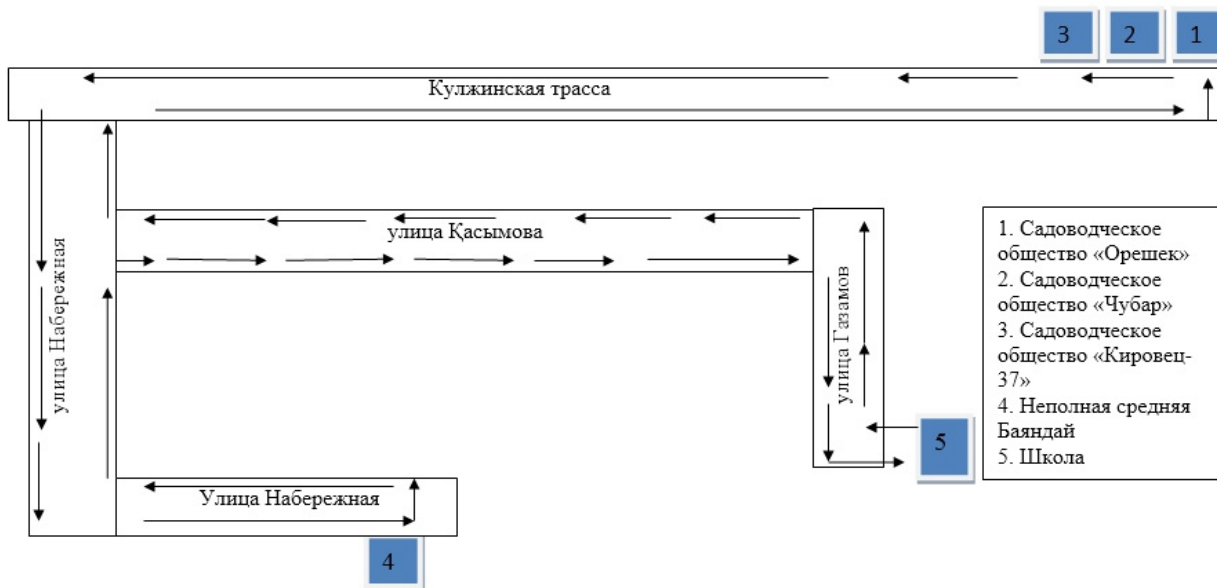 3
2
1
Кулжинская трасса
улица Қасымова
улица Набережная
улица Газамов
1. Садоводческое
общество «Орешек»
2. Садоводческое
общество «Чубар»
3. Садоводческое
общество «Кировец-
37»
4. Неполная средняя
Баяндай
5. Школа
5
Улица Набережная
4